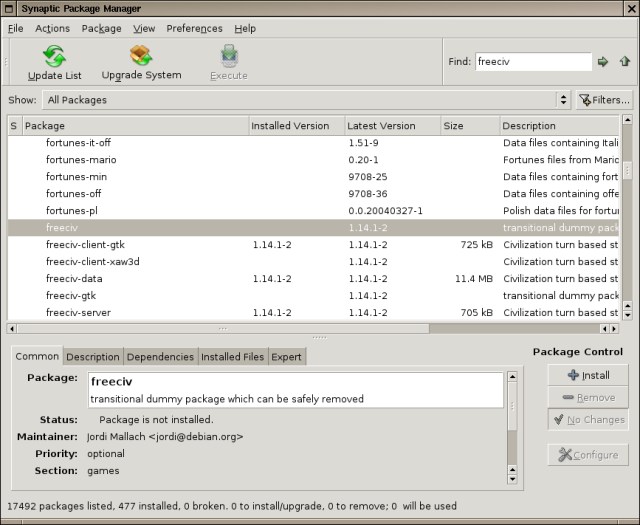 Synaptic Package Manager
File Actions Package View Preferences Help
Update List Upgrade System Execute Find: freeciv
Show: All Packages Filters...
S Package Installed Version Latest Version Size Description
fortunes-it-off 1.51-9 Data files containing Itali
fortunes-mario 0.20-1 Fortunes files from Maric
fortunes-min 9708-25 Data files containing fort
fortunes-off 9708-36 Data files containing offe
fortunes-pl 0.0.20040327-1 Polish data files for fortu
freeciv 1.14.1-2 transitional dummy pack
freeciv-client-gtk 1.14.1-2 1.14.1-2 725 kB Civilization turn based st
freeciv-client-xaw3d 1.14.1-2 Civilization turn based st
freeciv-data 1.14.1-2 1.14.1-2 11.4 MB Civilization turn based st
freeciv-gtk 1.14.1-2 transitional dummy pack
freeciv-server 1.14.1-2 1.14.1-2 705 kB Civilization turn based st
Common Description Dependencies Installed Files Expert
Package: freeciv
transitional dummy package which can be safely removed
Status: Package is not installed.
Maintainer: Jordi Mallach <jordi@debian.org>
Priority: optional
Section: games
Package Control
Install
Remove
No Changes
Configure
17492 packages listed, 477 installed, 0 broken. 0 to install/upgrade, 0 to remove; 0 will be used